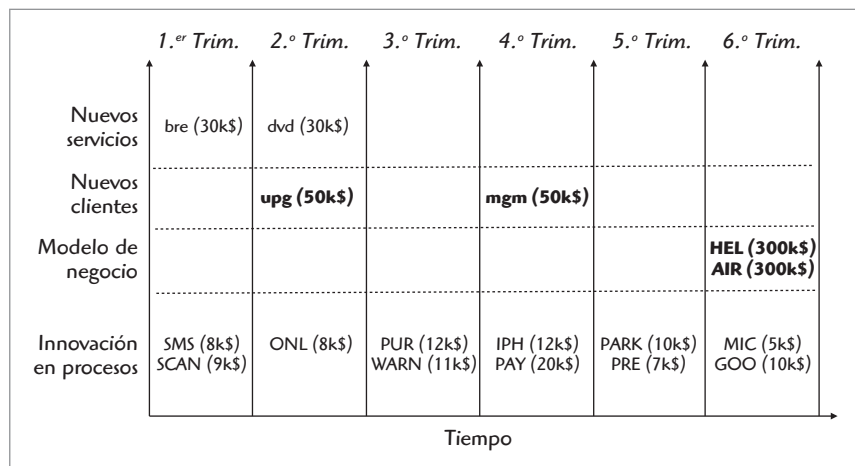 1.er Trim. 2.º Trim. 3.º Trim. 4.º Trim. 5.º Trim. 6.º Trim.
Nuevos
servicios
bre (30k$) dvd (30k$)
Nuevos
clientes
upg (50k$) mgm (50k$)
Modelo de
negocio
HEL (300k$)
AIR (300k$)
Innovación
en procesos
SMS (8k$) ONL (8k$) PUR (12k$) IPH (12k$) PARK (10k$) MIC (5k$)
SCAN (9k$) WARN (11k$) PAY (20k$) PRE (7k$) GOO (10k$)
Tiempo